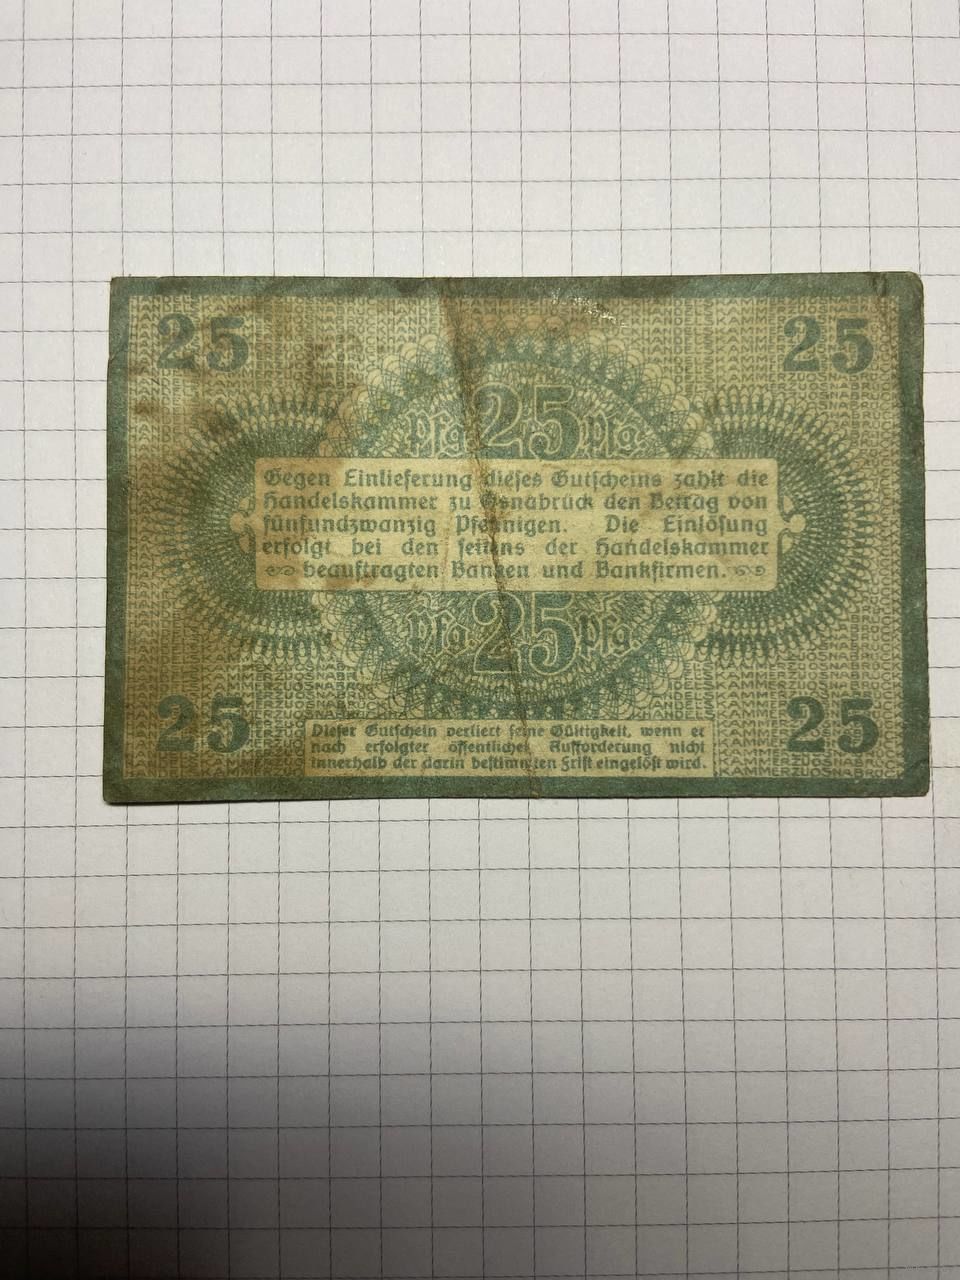 25 25
Pfg 25 Pfg
Gegen Einlieferung dieses Gutscheins zahlt die
Handelskammer zu Osnabrück den Betrag von
fünfundzwanzig Pfennigen. Die Einlösung
erfolgt bei den seitens der Handelskammer
beauftragten Banken und Bankfirmen.
Pfg 25 Pfg
25 25
Dieser Gutschein verliert seine Gültigkeit, wenn er
nach erfolgter öffentlicher Aufforderung nicht
innerhalb der darin bestimmten Frist eingelöst wird.